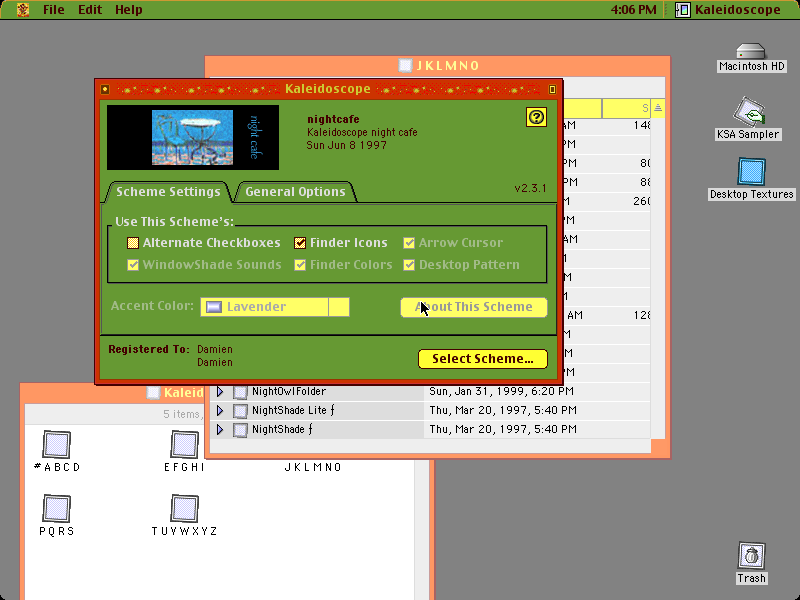 File Edit Help
4:06 PM Kaleidoscope
Macintosh HD
KSA Sampler
Desktop Textures
Trash
JKLMNO
Kaleidoscope
night cafe
nightcafe
Kaleidoscope night cafe
Sun Jun 8 1997
Scheme Settings General Options v2.3.1
Use This Scheme's:
Alternate Checkboxes Finder Icons Arrow Cursor
WindowShade Sounds Finder Colors Desktop Pattern
Accent Color: Lavender About This Scheme
Registered To: Damien
Damien
Select Scheme...
S
AM 148
PM
PM 80
PM 88
M 260
PM
AM
M
M
M
AM 128
M
M
PM
NightOwlFolder Sun, Jan 31, 1999, 6:20 PM
NightShade Lite ƒ Thu, Mar 20, 1997, 5:40 PM
NightShade ƒ Thu, Mar 20, 1997, 5:40 PM
Kaleid
5 items,
#ABCD EFGHI JKLMNO
PQRS TUVWXYZ